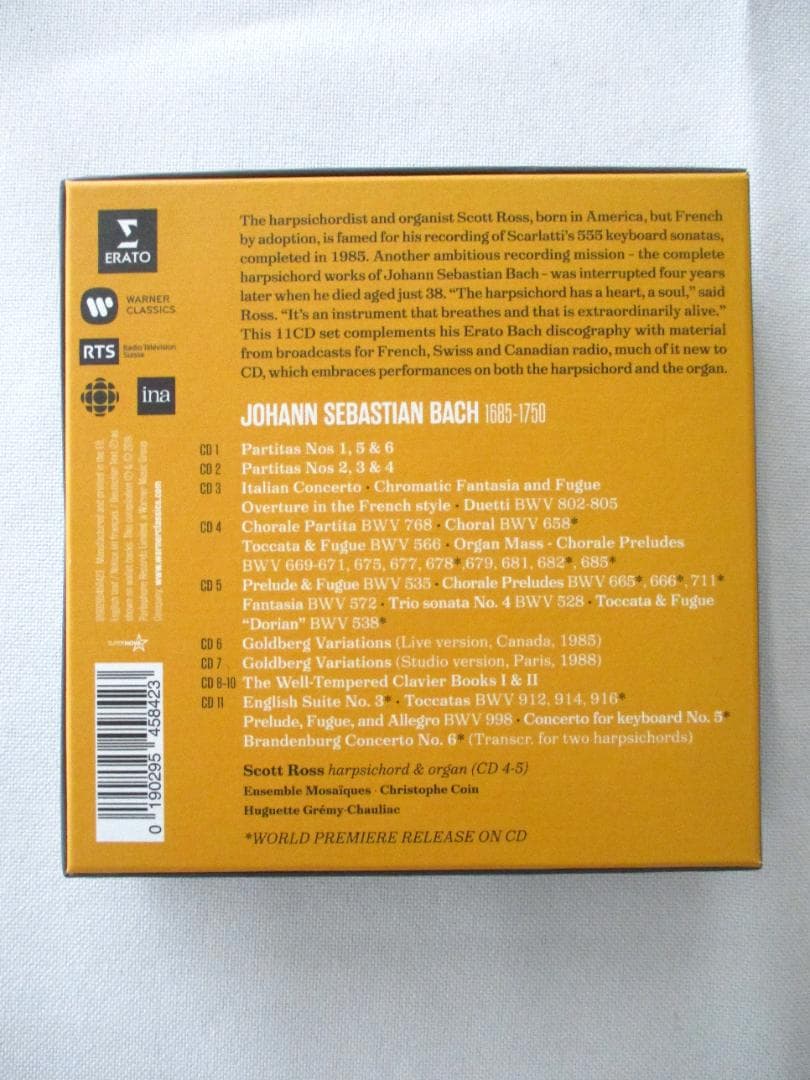 ERATO
WARNER
CLASSICS
RTS Radio Télévision
Suisse
ina
The harpsichordist and organist Scott Ross, born in America, but French
by adoption, is famed for his recording of Scarlatti's 555 keyboard sonatas,
completed in 1985. Another ambitious recording mission - the complete
harpsichord works of Johann Sebastian Bach - was interrupted four years
later when he died aged just 38. “The harpsichord has a heart, a soul,” said
Ross. “It's an instrument that breathes and that is extraordinarily alive.”
This 11CD set complements his Erato Bach discography with material
from broadcasts for French, Swiss and Canadian radio, much of it new to
CD, which embraces performances on both the harpsichord and the organ.
JOHANN SEBASTIAN BACH 1685-1750
CD 1 Partitas Nos 1, 5 & 6
CD 2 Partitas Nos 2, 3 & 4
CD 3 Italian Concerto · Chromatic Fantasia and Fugue
Overture in the French style · Duetti BWV 802-805
CD 4 Chorale Partita BWV 768 · Choral BWV 658*
Toccata & Fugue BWV 566 · Organ Mass - Chorale Preludes
BWV 669-671, 675, 677, 678*,679, 681, 682*, 685*
CD 5 Prelude & Fugue BWV 535 · Chorale Preludes BWV 665*, 666*, 711*
Fantasia BWV 572 · Trio sonata No. 4 BWV 528 · Toccata & Fugue
“Dorian” BWV 538*
CD 6 Goldberg Variations (Live version, Canada, 1985)
CD 7 Goldberg Variations (Studio version, Paris, 1988)
CD 8-10 The Well-Tempered Clavier Books I & II
CD 11 English Suite No. 3* · Toccatas BWV 912, 914, 916*
Prelude, Fugue, and Allegro BWV 998 · Concerto for keyboard No. 5*
Brandenburg Concerto No. 6* (Transcr. for two harpsichords)
Scott Ross harpsichord & organ (CD 4-5)
Ensemble Mosaïques · Christophe Coin
Huguette Grémy-Chauliac
*WORLD PREMIERE RELEASE ON CD
www.warnerclassics.com
0 190295 458423